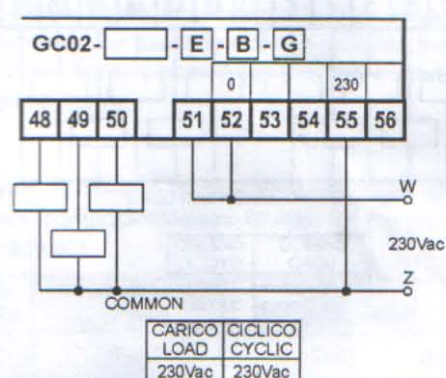 GC02- - E - B - G
0 230
48 49 50 51 52 53 54 55 56
W
230Vac
Z
COMMON
CARICO CICLICO
LOAD CYCLIC
230Vac 230Vac